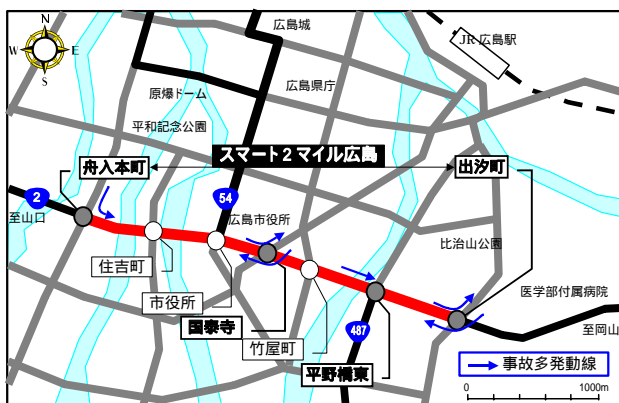 N
W
E
S
広島城
JR 広島駅
原爆ドーム
広島県庁
平和記念公園
スマート2マイル広島
舟入本町
出汐町
2
54
至山口
広島市役所
比治山公園
住吉町
市役所
国泰寺
竹屋町
487
平野橋東
医学部付属病院
至岡山
事故多発動線
0
1000m